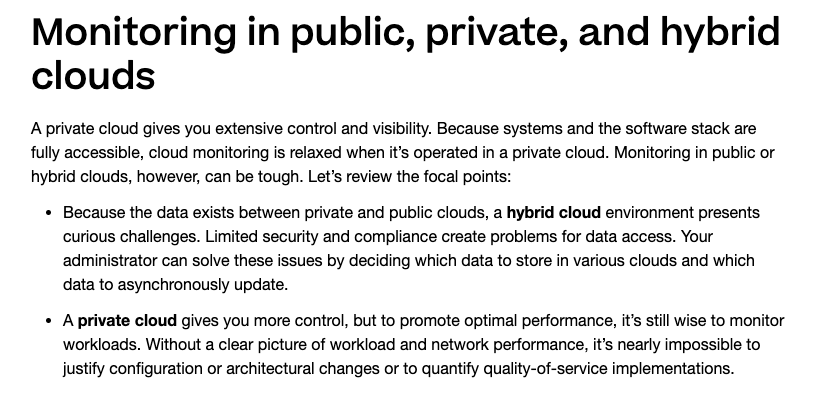 Monitoring in public, private, and hybrid
clouds
A private cloud gives you extensive control and visibility. Because systems and the software stack are
fully accessible, cloud monitoring is relaxed when it’s operated in a private cloud. Monitoring in public or
hybrid clouds, however, can be tough. Let’s review the focal points:
• Because the data exists between private and public clouds, a hybrid cloud environment presents
curious challenges. Limited security and compliance create problems for data access. Your
administrator can solve these issues by deciding which data to store in various clouds and which
data to asynchronously update.
• A private cloud gives you more control, but to promote optimal performance, it’s still wise to monitor
workloads. Without a clear picture of workload and network performance, it’s nearly impossible to
justify configuration or architectural changes or to quantify quality-of-service implementations.